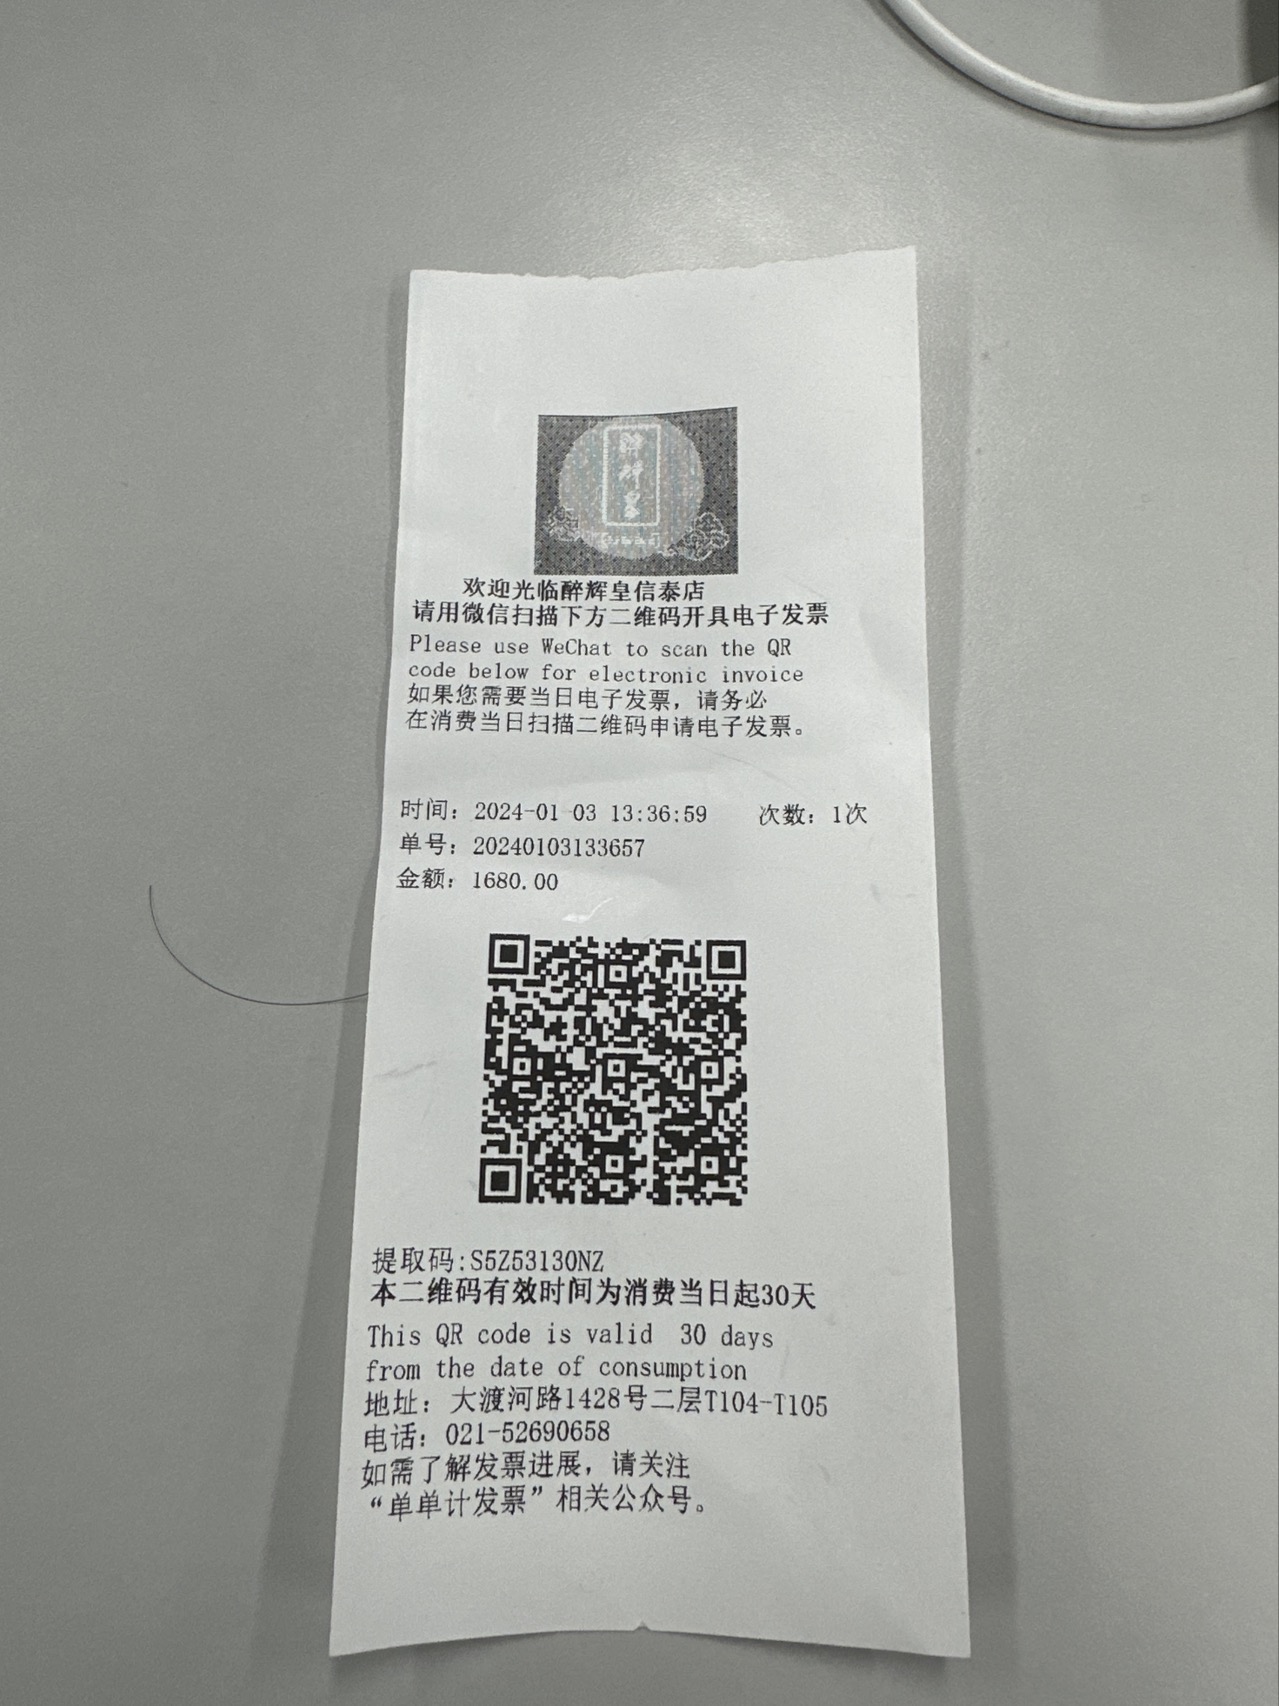 欢迎光临醉辉皇信泰店
请用微信扫描下方二维码开具电子发票
Please use WeChat to scan the QR
code below for electronic invoice
如果您需要当日电子发票，请务必
在消费当日扫描二维码申请电子发票。
时间：2024-01-03 13:36:59 次数：1次
单号：20240103133657
金额：1680.00
提取码:S5Z53130NZ
本二维码有效时间为消费当日起30天
This QR code is valid 30 days
from the date of consumption
地址：大渡河路1428号二层T104-T105
电话：021-52690658
如需了解发票进展，请关注
“单单计发票”相关公众号。